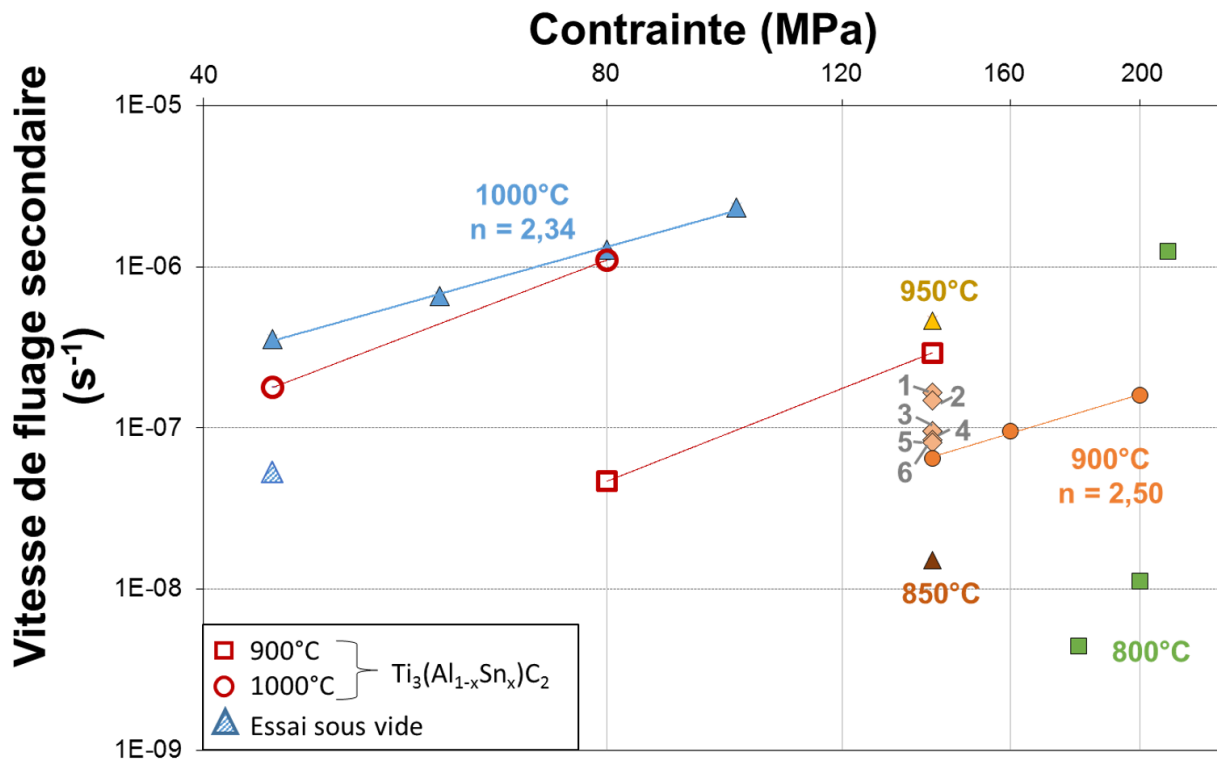 Contrainte (MPa)
40 80 120 160 200
Vitesse de fluage secondaire
(s-1)
1E-05
1E-06
1E-07
1E-08
1E-09
1000°C
n = 2,34
950°C
1
2
3
4
5
6
900°C
n = 2,50
850°C
800°C
900°C
1000°C
Ti3(Al1-xSnx)C2
Essai sous vide